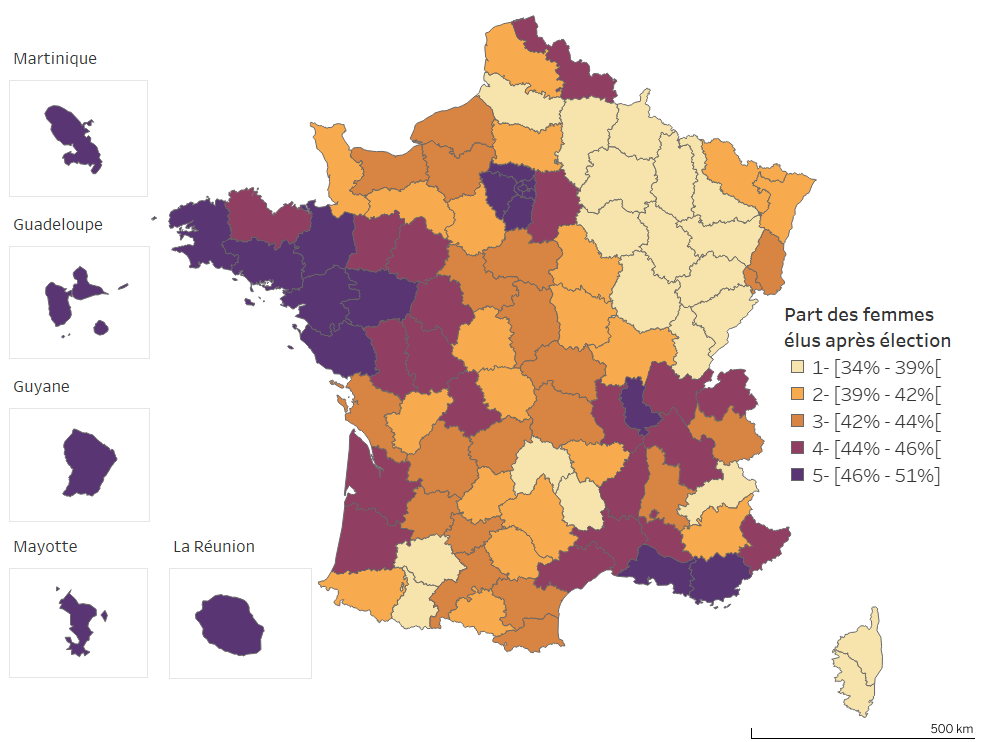 Martinique
Guadeloupe
Guyane
Mayotte
La Réunion
Part des femmes
élus après élection
1- [34% - 39%[
2- [39% - 42%[
3- [42% - 44%[
4- [44% - 46%[
5- [46% - 51%]
500 km